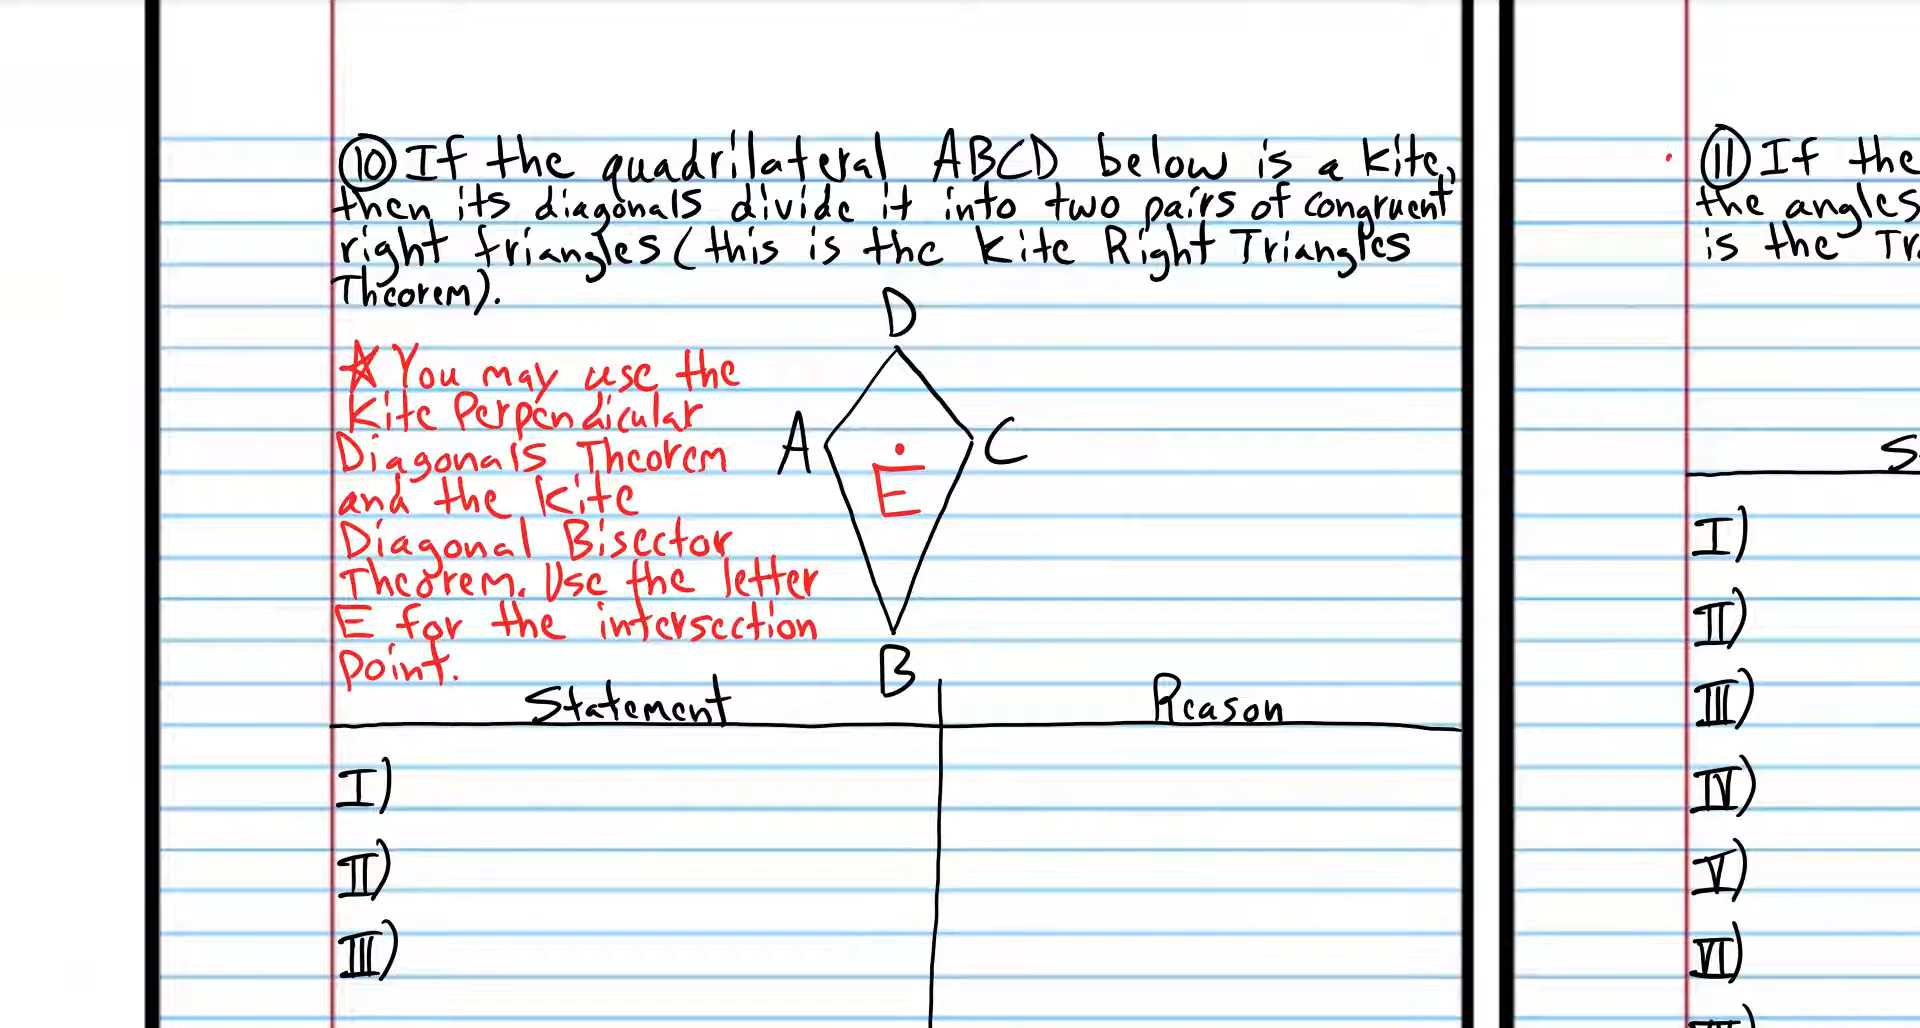 ⑩ If the quadrilateral ABCD below is a kite,
then its diagonals divide it into two pairs of congruent
right triangles (this is the Kite Right Triangles
Theorem).
D
☆ You may use the
Kite Perpendicular
Diagonals Theorem
and the Kite
Diagonal Bisector
Theorem. Use the letter
E for the intersection
point.
A
C
E
B
Statement
Reason
I)
II)
III)
⑪ If the
the angles
is the Tr
S
I)
II)
III)
IV)
V)
VI)